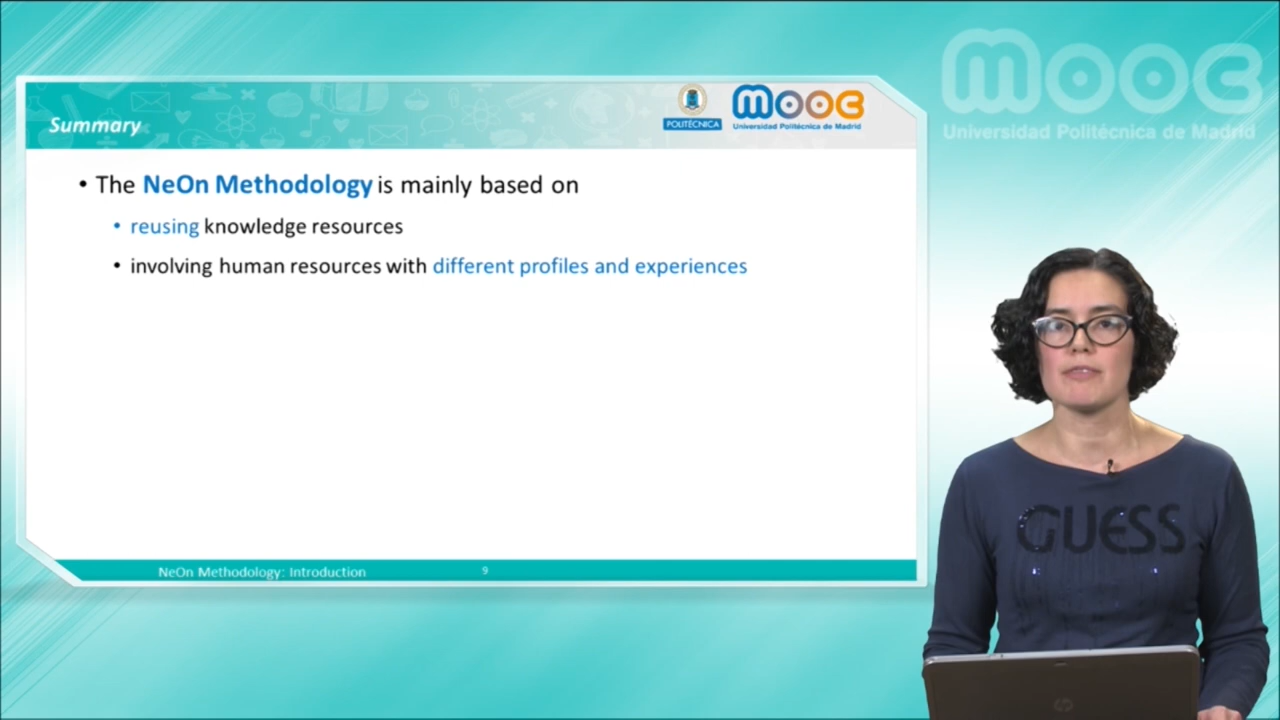 mooc
Universidad Politécnica de Madrid
Summary
POLITÉCNICA
mooc
Universidad Politécnica de Madrid
• The NeOn Methodology is mainly based on
• reusing knowledge resources
• involving human resources with different profiles and experiences
GUESS
hp
NeOn Methodology: Introduction
9